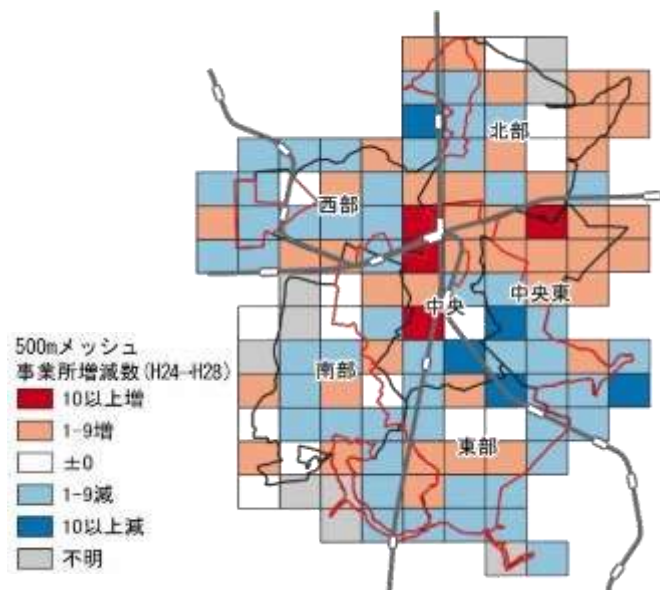 北部
西部
中央
中央東
南部
東部
500mメッシュ
事業所増減数(H24→H28)
10以上増
1-9増
±0
1-9減
10以上減
不明